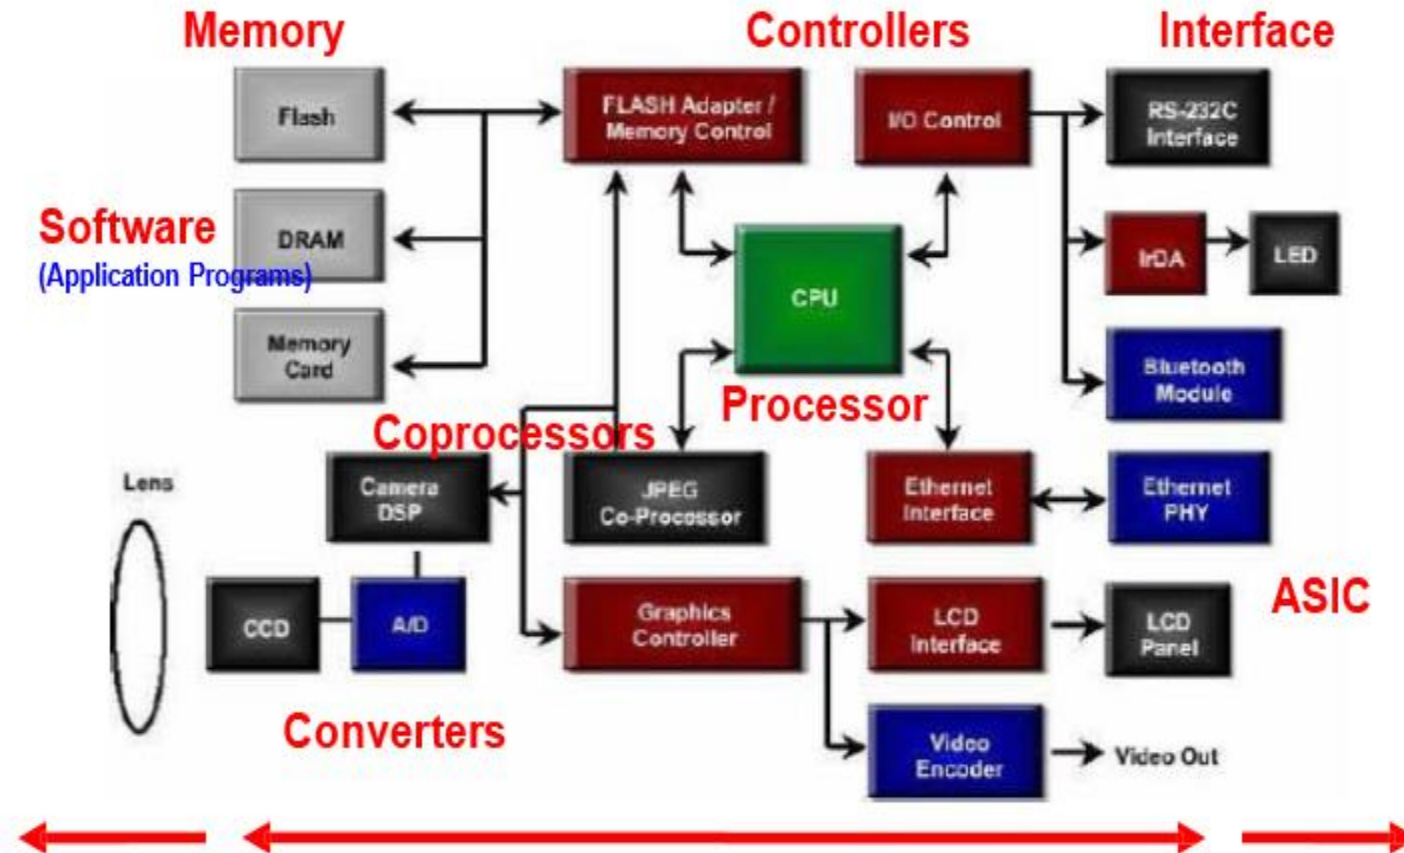 Memory
Controllers
Interface
Flash
FLASH Adapter /
Memory Control
I/O Control
RS-232C
Interface
Software
(Application Programs)
DRAM
IrDA
LED
CPU
Memory
Card
Bluetooth
Module
Processor
Coprocessors
Lens
Camera
DSP
JPEG
Co-Processor
Ethernet
Interface
Ethernet
PHY
CCD
A/D
Graphics
Controller
LCD
Interface
LCD
Panel
ASIC
Converters
Video
Encoder
Video Out